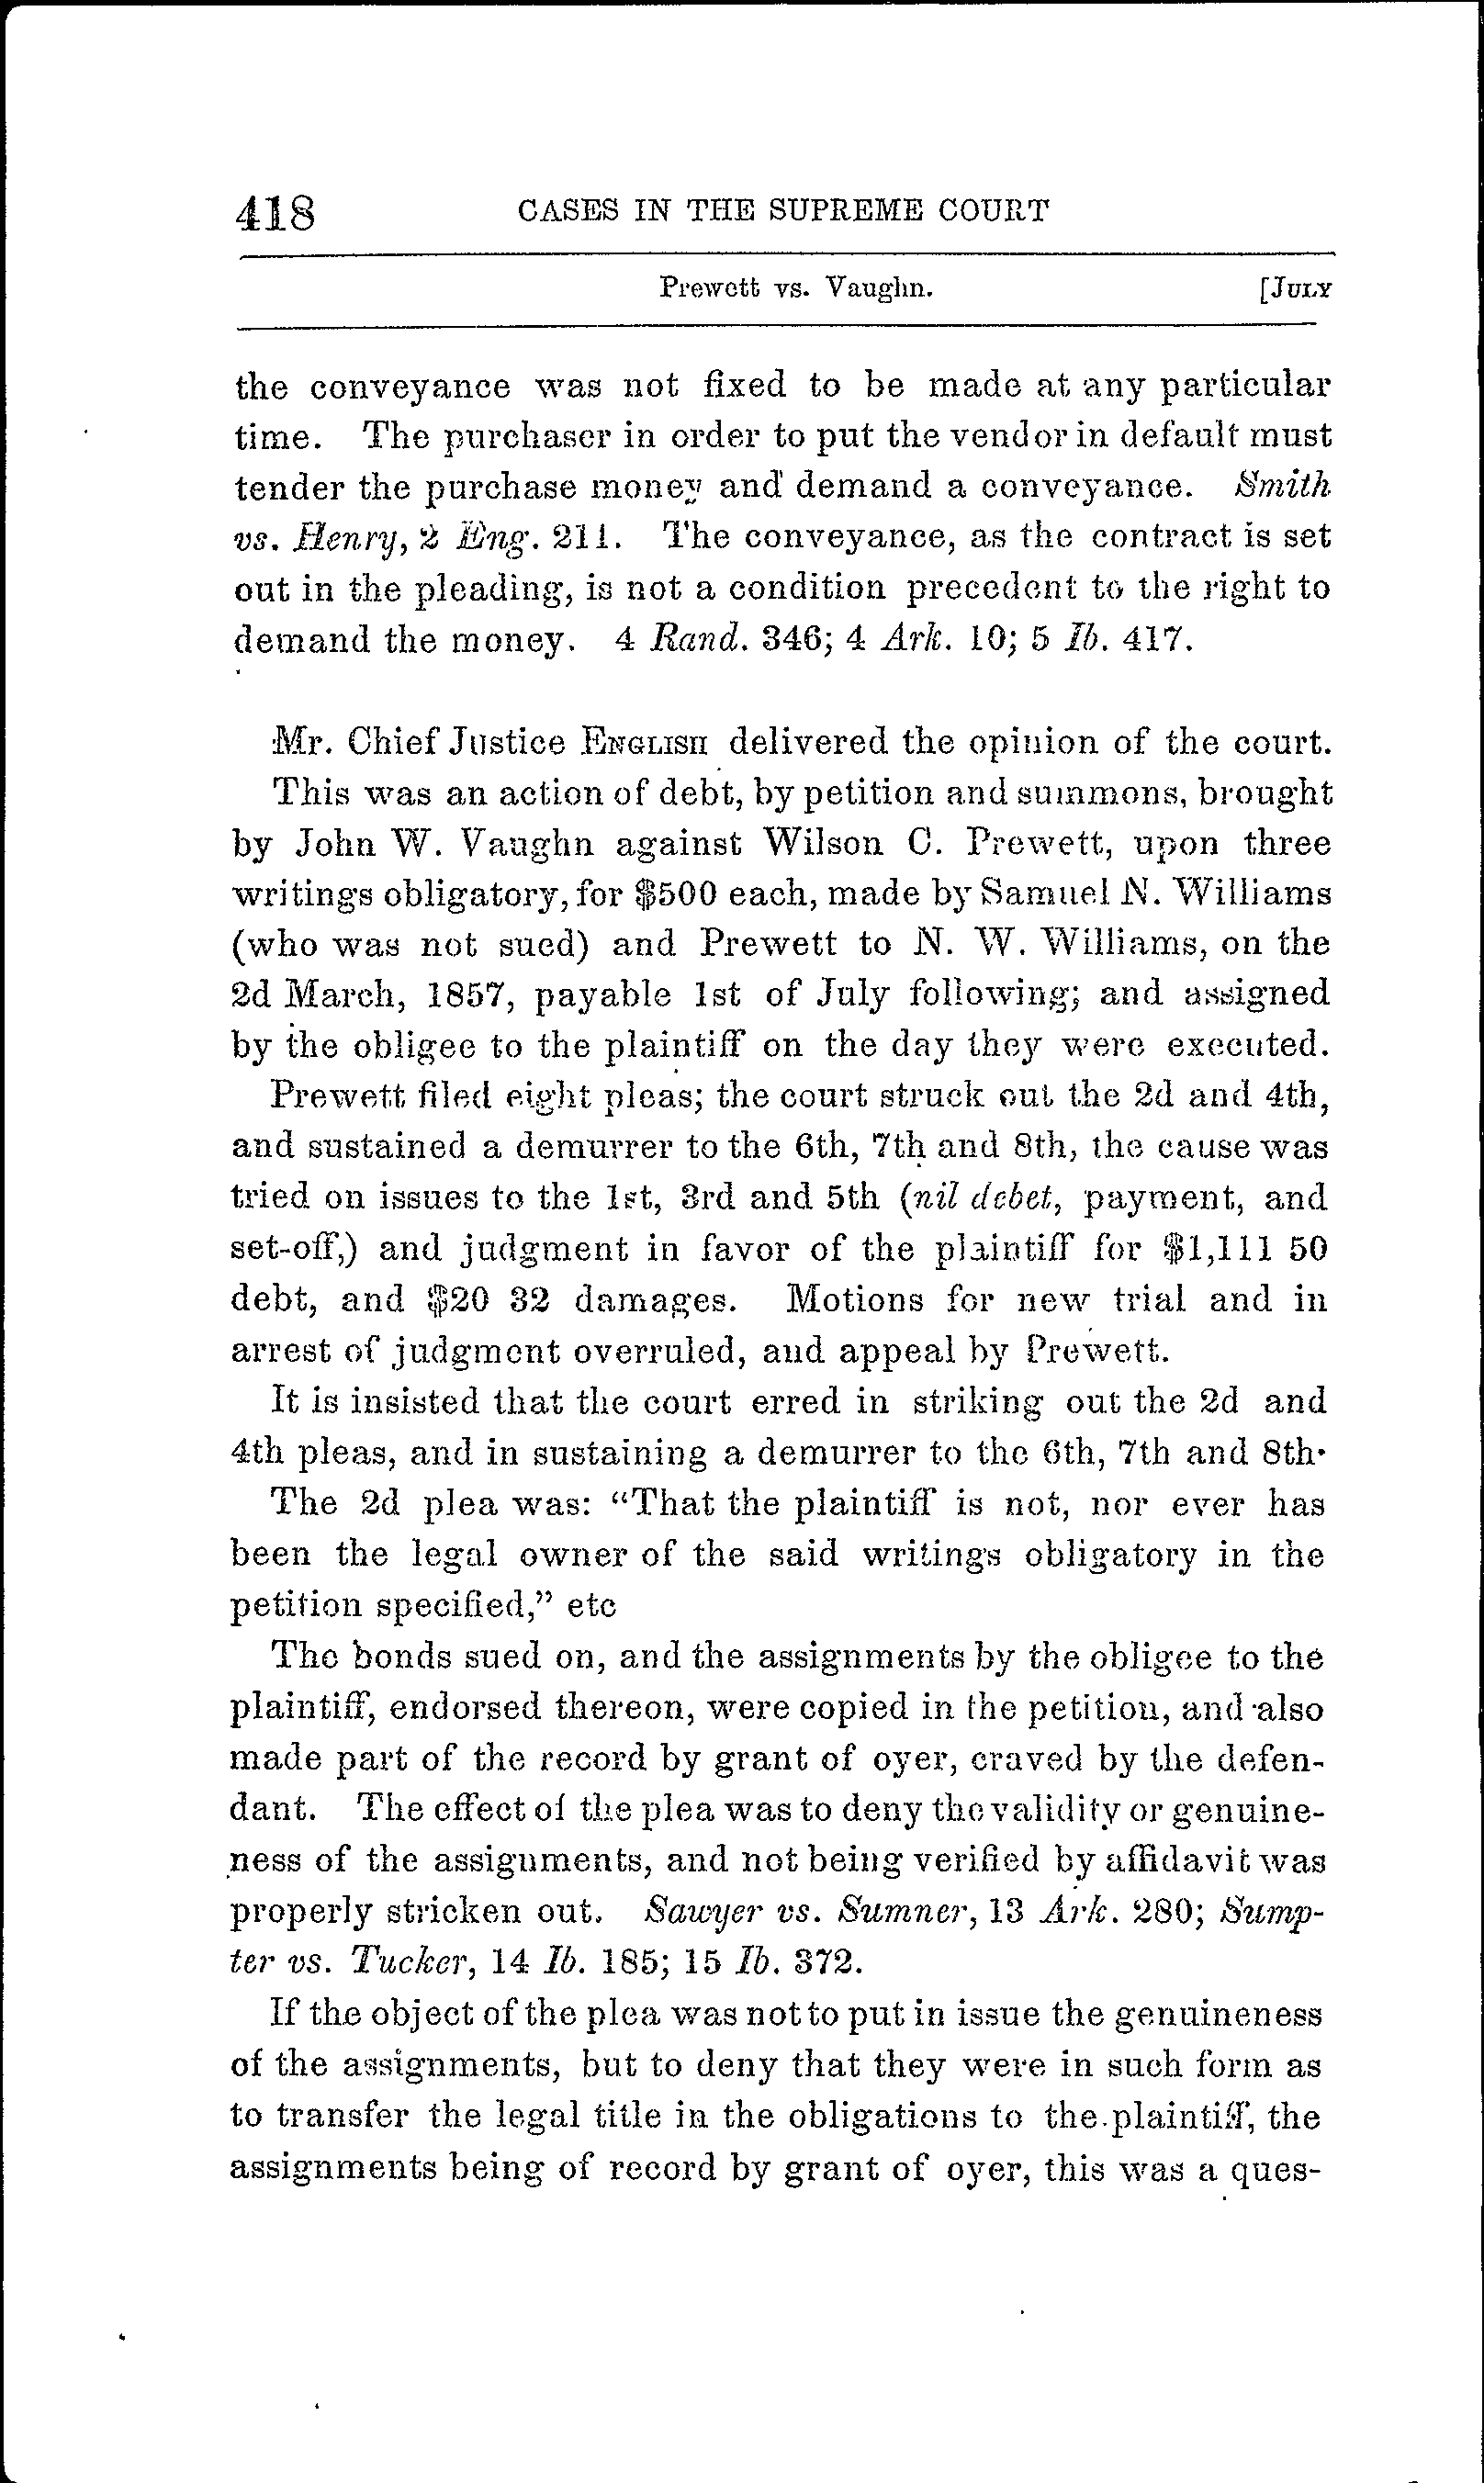 418 CASES IN THE SUPREME COURT
Prewett vs. Vaughn. [JULY
the conveyance was not fixed to be made at any particular
time. The purchaser in order to put the vendor in default must
tender the purchase money and demand a conveyance. Smith
vs. Henry, 2 Eng. 211. The conveyance, as the contract is set
out in the pleading, is not a condition precedent to the right to
demand the money. 4 Rand. 346; 4 Ark. 10; 5 Ib. 417.
Mr. Chief Justice ENGLISH delivered the opinion of the court.
This was an action of debt, by petition and summons, brought
by John W. Vaughn against Wilson C. Prewett, upon three
writings obligatory, for $500 each, made by Samuel N. Williams
(who was not sued) and Prewett to N. W. Williams, on the
2d March, 1857, payable 1st of July following; and assigned
by the obligee to the plaintiff on the day they were executed.
Prewett filed eight pleas; the court struck out the 2d and 4th,
and sustained a demurrer to the 6th, 7th and 8th, the cause was
tried on issues to the 1st, 3rd and 5th (nil debet, payment, and
set-off,) and judgment in favor of the plaintiff for $1,111 50
debt, and $20 32 damages. Motions for new trial and in
arrest of judgment overruled, and appeal by Prewett.
It is insisted that the court erred in striking out the 2d and
4th pleas, and in sustaining a demurrer to the 6th, 7th and 8th.
The 2d plea was: "That the plaintiff is not, nor ever has
been the legal owner of the said writings obligatory in the
petition specified," etc
The bonds sued on, and the assignments by the obligee to the
plaintiff, endorsed thereon, were copied in the petition, and also
made part of the record by grant of oyer, craved by the defen-
dant. The effect of the plea was to deny the validity or genuine-
ness of the assignments, and not being verified by affidavit was
properly stricken out. Sawyer vs. Sumner, 13 Ark. 280; Sump-
ter vs. Tucker, 14 Ib. 185; 15 Ib. 372.
If the object of the plea was not to put in issue the genuineness
of the assignments, but to deny that they were in such form as
to transfer the legal title in the obligations to the plaintiff, the
assignments being of record by grant of oyer, this was a ques-